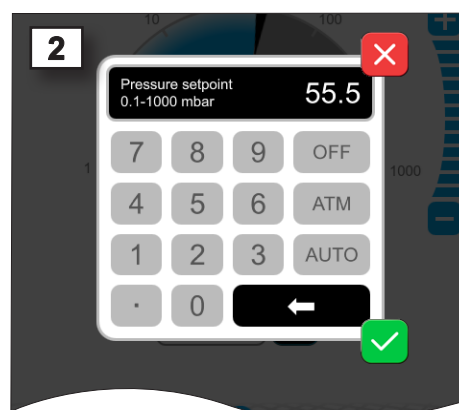 2
10
100
Pressure setpoint
0.1-1000 mbar
55.5
7 8 9 OFF
1
1000
4 5 6 ATM
1 2 3 AUTO
. 0